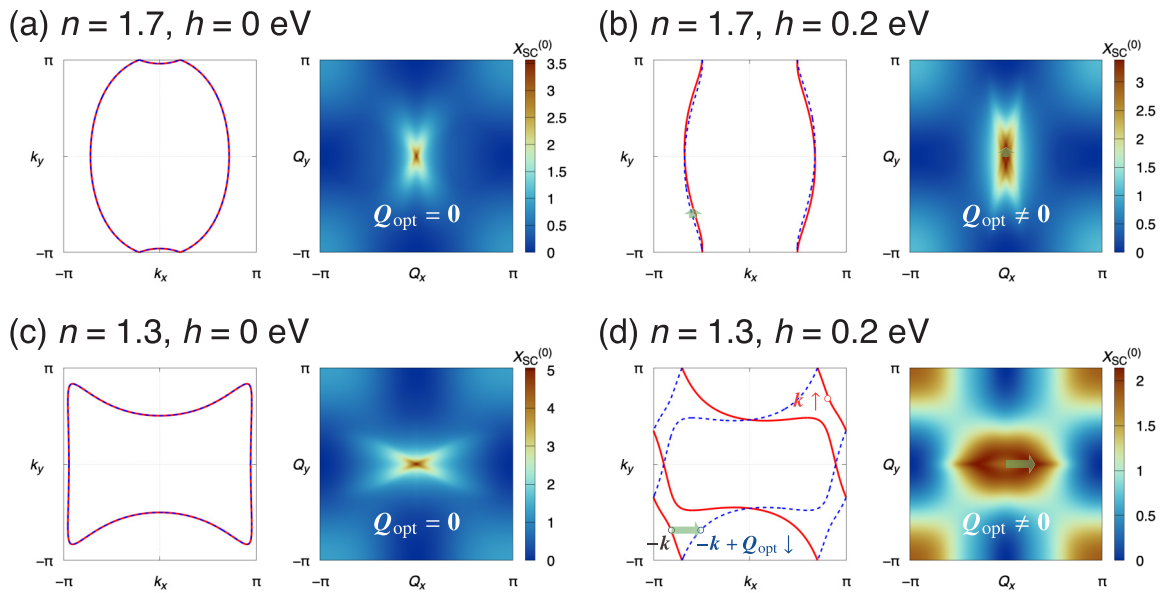 (a) n = 1.7, h = 0 eV
π
ky
−π
−π
kx
π
π
Qy
−π
−π
Qx
π
Qopt = 0
χSC(0)
3.5
3
2.5
2
1.5
1
0.5
0
(b) n = 1.7, h = 0.2 eV
π
ky
−π
−π
kx
π
π
Qy
−π
−π
Qx
π
Qopt ≠ 0
χSC(0)
3
2.5
2
1.5
1
0.5
0
(c) n = 1.3, h = 0 eV
π
ky
−π
−π
kx
π
π
Qy
−π
−π
Qx
π
Qopt = 0
χSC(0)
5
4
3
2
1
0
(d) n = 1.3, h = 0.2 eV
π
ky
−π
−π
kx
π
k ↑
−k
−k + Qopt ↓
π
Qy
−π
−π
Qx
π
Qopt ≠ 0
χSC(0)
2
1.5
1
0.5
0